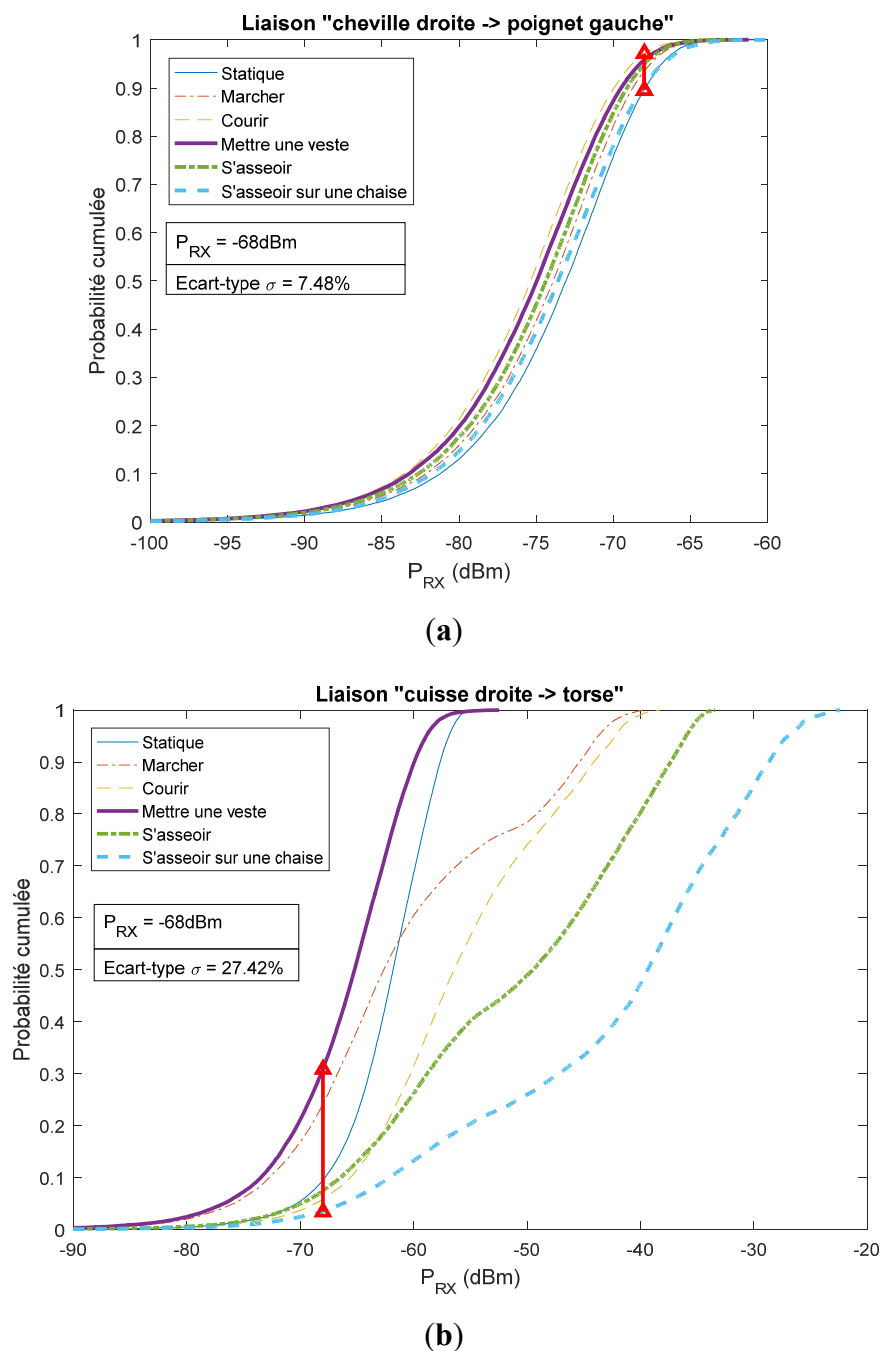 Liaison "cheville droite -> poignet gauche"
1
0.9
0.8
0.7
0.6
0.5
0.4
0.3
0.2
0.1
0
Probabilité cumulée
Statique
Marcher
Courir
Mettre une veste
S'asseoir
S'asseoir sur une chaise
P_RX = -68dBm
Ecart-type σ = 7.48%
-100 -95 -90 -85 -80 -75 -70 -65 -60
P_RX (dBm)
(a)
Liaison "cuisse droite -> torse"
1
0.9
0.8
0.7
0.6
0.5
0.4
0.3
0.2
0.1
0
Probabilité cumulée
Statique
Marcher
Courir
Mettre une veste
S'asseoir
S'asseoir sur une chaise
P_RX = -68dBm
Ecart-type σ = 27.42%
-90 -80 -70 -60 -50 -40 -30 -20
P_RX (dBm)
(b)